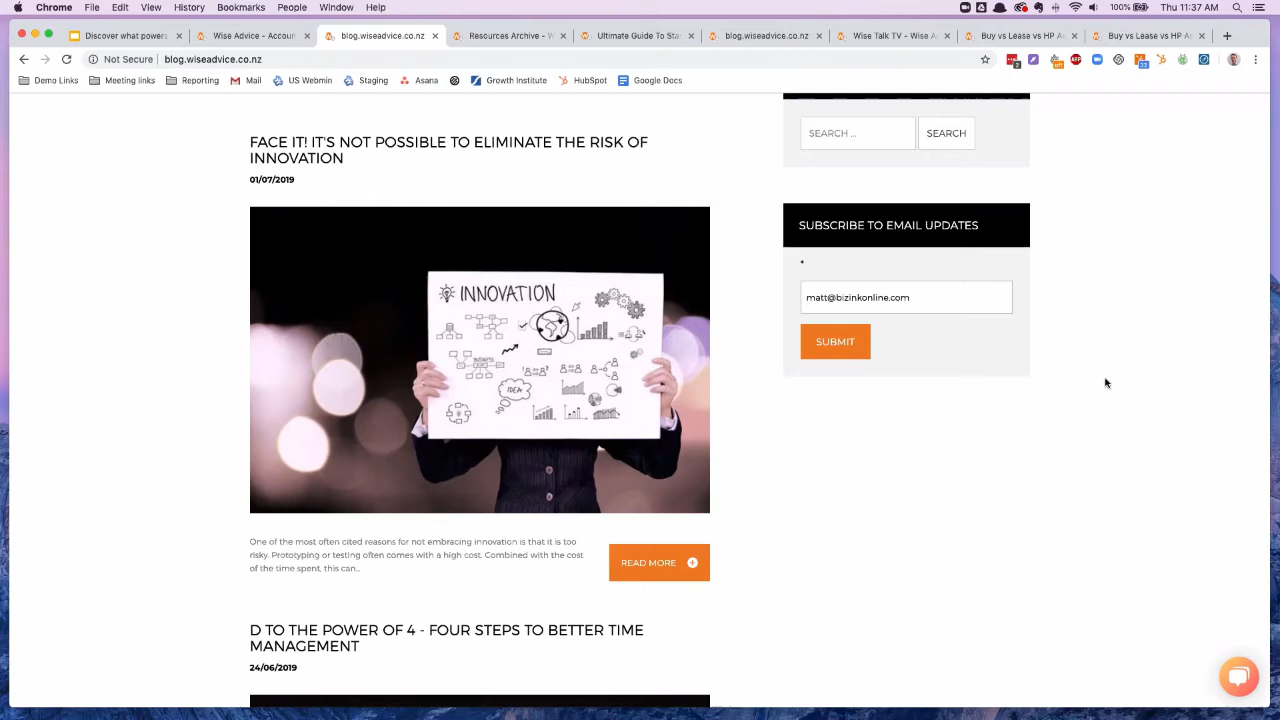 Chrome File Edit View History Bookmarks People Window Help 100% Thu 11:37 AM
Discover what powers Wise Advice - Accoun blog.wiseadvice.co.nz Resources Archive - W Ultimate Guide To Sta blog.wiseadvice.co.nz Wise Talk TV - Wise A Buy vs Lease vs HP As Buy vs Lease vs HP As
Not Secure blog.wiseadvice.co.nz
Demo Links Meeting links Reporting Mail US Webmin Staging Asana Growth Institute HubSpot Google Docs
SEARCH ... SEARCH
FACE IT! IT'S NOT POSSIBLE TO ELIMINATE THE RISK OF
INNOVATION
01/07/2019
SUBSCRIBE TO EMAIL UPDATES
*
matt@bizinkonline.com
SUBMIT
INNOVATION
IDEA
One of the most often cited reasons for not embracing innovation is that it is too
risky. Prototyping or testing often comes with a high cost. Combined with the cost
of the time spent, this can...
READ MORE
D TO THE POWER OF 4 - FOUR STEPS TO BETTER TIME
MANAGEMENT
24/06/2019